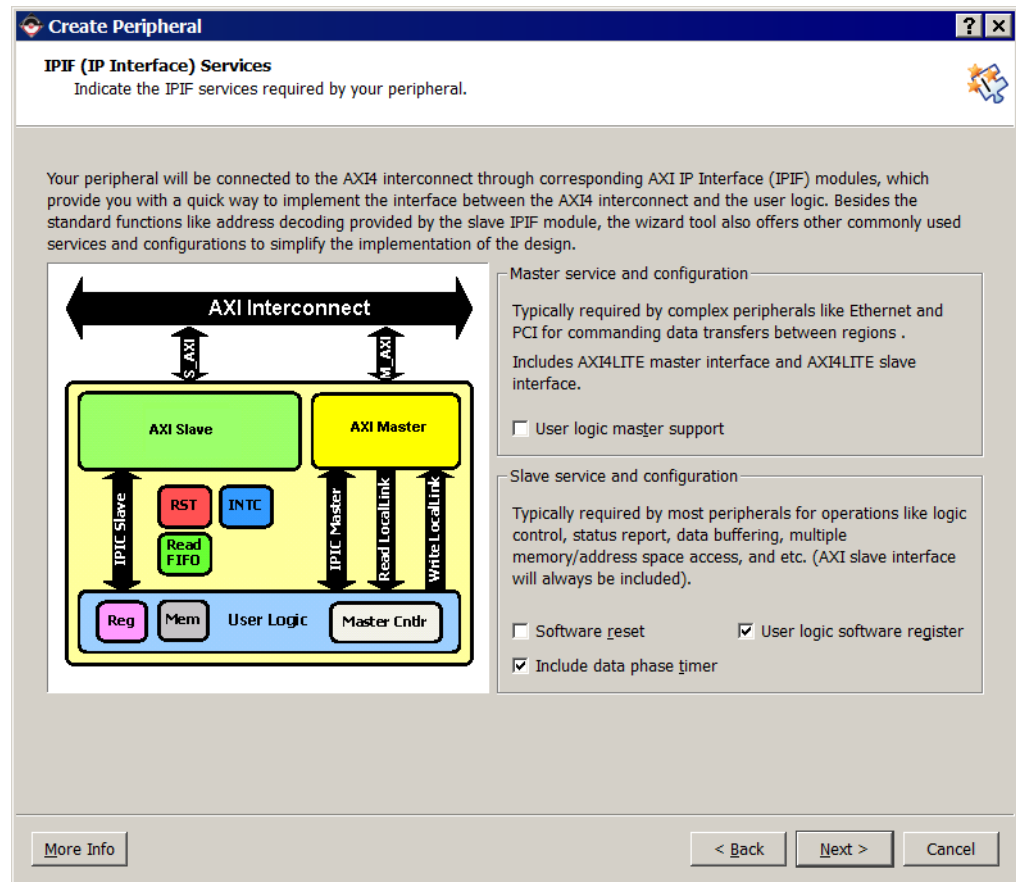 Create Peripheral
IPIF (IP Interface) Services
Indicate the IPIF services required by your peripheral.
Your peripheral will be connected to the AXI4 interconnect through corresponding AXI IP Interface (IPIF) modules, which
provide you with a quick way to implement the interface between the AXI4 interconnect and the user logic. Besides the
standard functions like address decoding provided by the slave IPIF module, the wizard tool also offers other commonly used
services and configurations to simplify the implementation of the design.
AXI Interconnect
S_AXI
M_AXI
AXI Slave
AXI Master
IPIC Slave
RST
INTC
Read
FIFO
IPIC Master
Read LocalLink
Write LocalLink
Reg
Mem
User Logic
Master Cntlr
Master service and configuration
Typically required by complex peripherals like Ethernet and
PCI for commanding data transfers between regions .
Includes AXI4LITE master interface and AXI4LITE slave
interface.
User logic master support
Slave service and configuration
Typically required by most peripherals for operations like logic
control, status report, data buffering, multiple
memory/address space access, and etc. (AXI slave interface
will always be included).
Software reset
User logic software register
Include data phase timer
More Info
< Back
Next >
Cancel